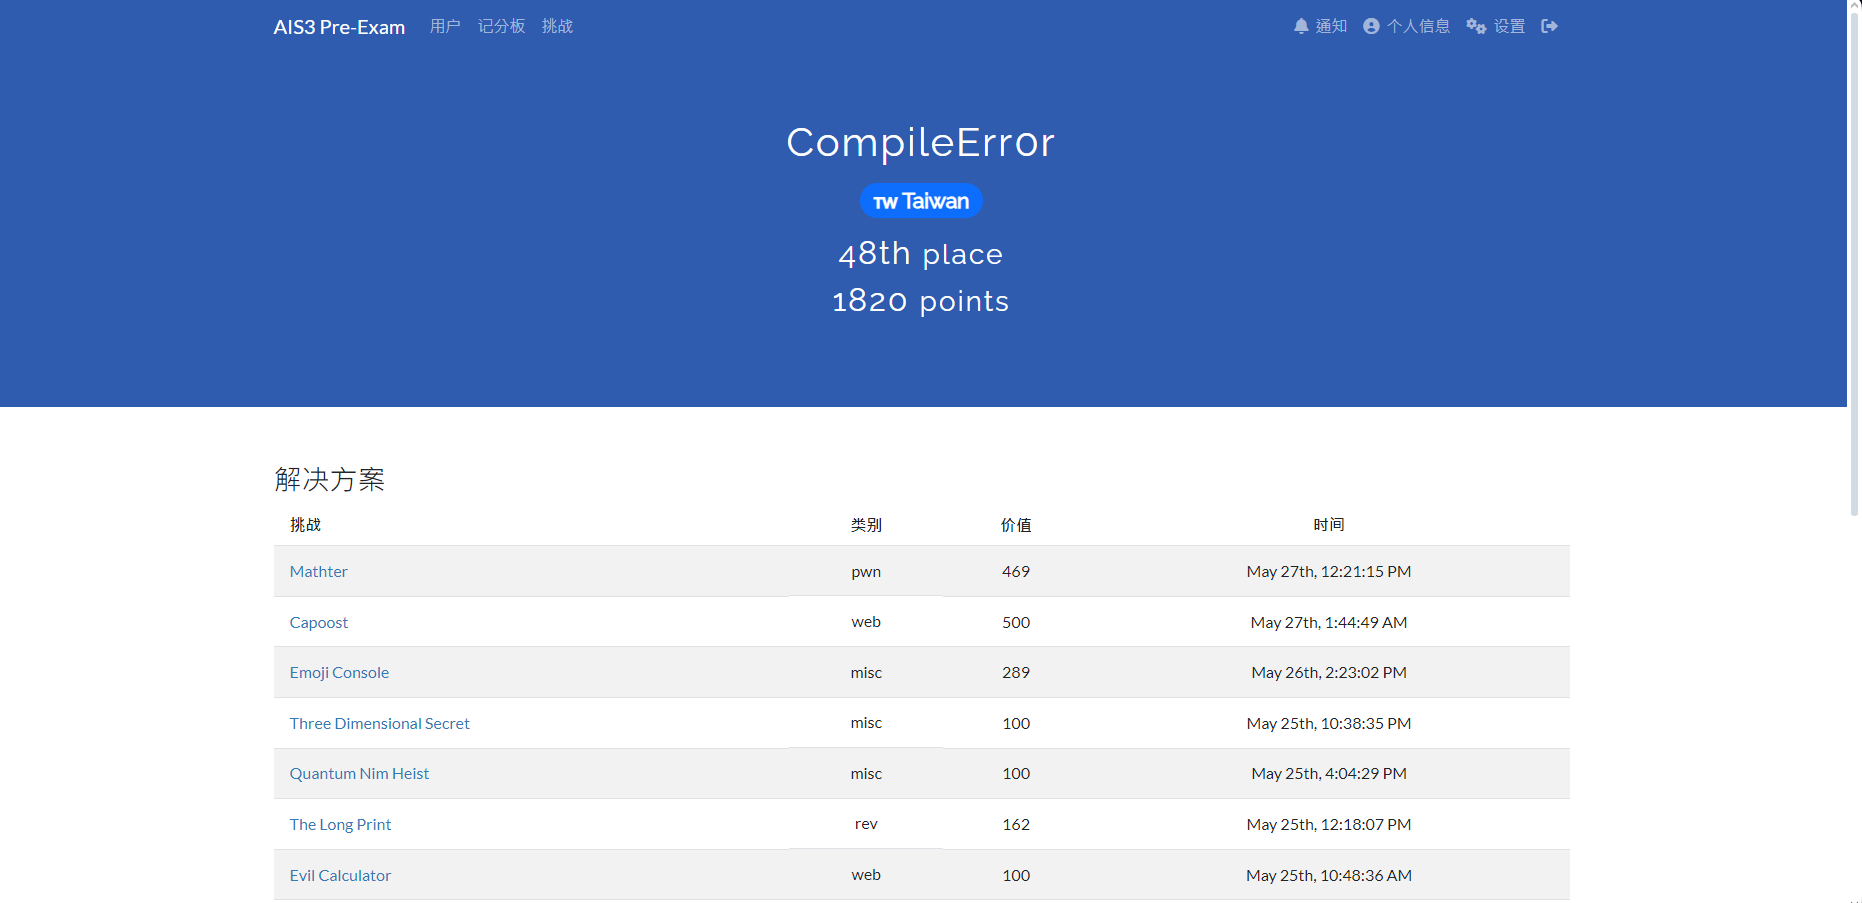 AIS3 Pre-Exam 用户 记分板 挑战 通知 个人信息 设置
CompileErr0r
TW Taiwan
48th place
1820 points
解决方案
挑战 类别 价值 时间
Mathter pwn 469 May 27th, 12:21:15 PM
Capoost web 500 May 27th, 1:44:49 AM
Emoji Console misc 289 May 26th, 2:23:02 PM
Three Dimensional Secret misc 100 May 25th, 10:38:35 PM
Quantum Nim Heist misc 100 May 25th, 4:04:29 PM
The Long Print rev 162 May 25th, 12:18:07 PM
Evil Calculator web 100 May 25th, 10:48:36 AM